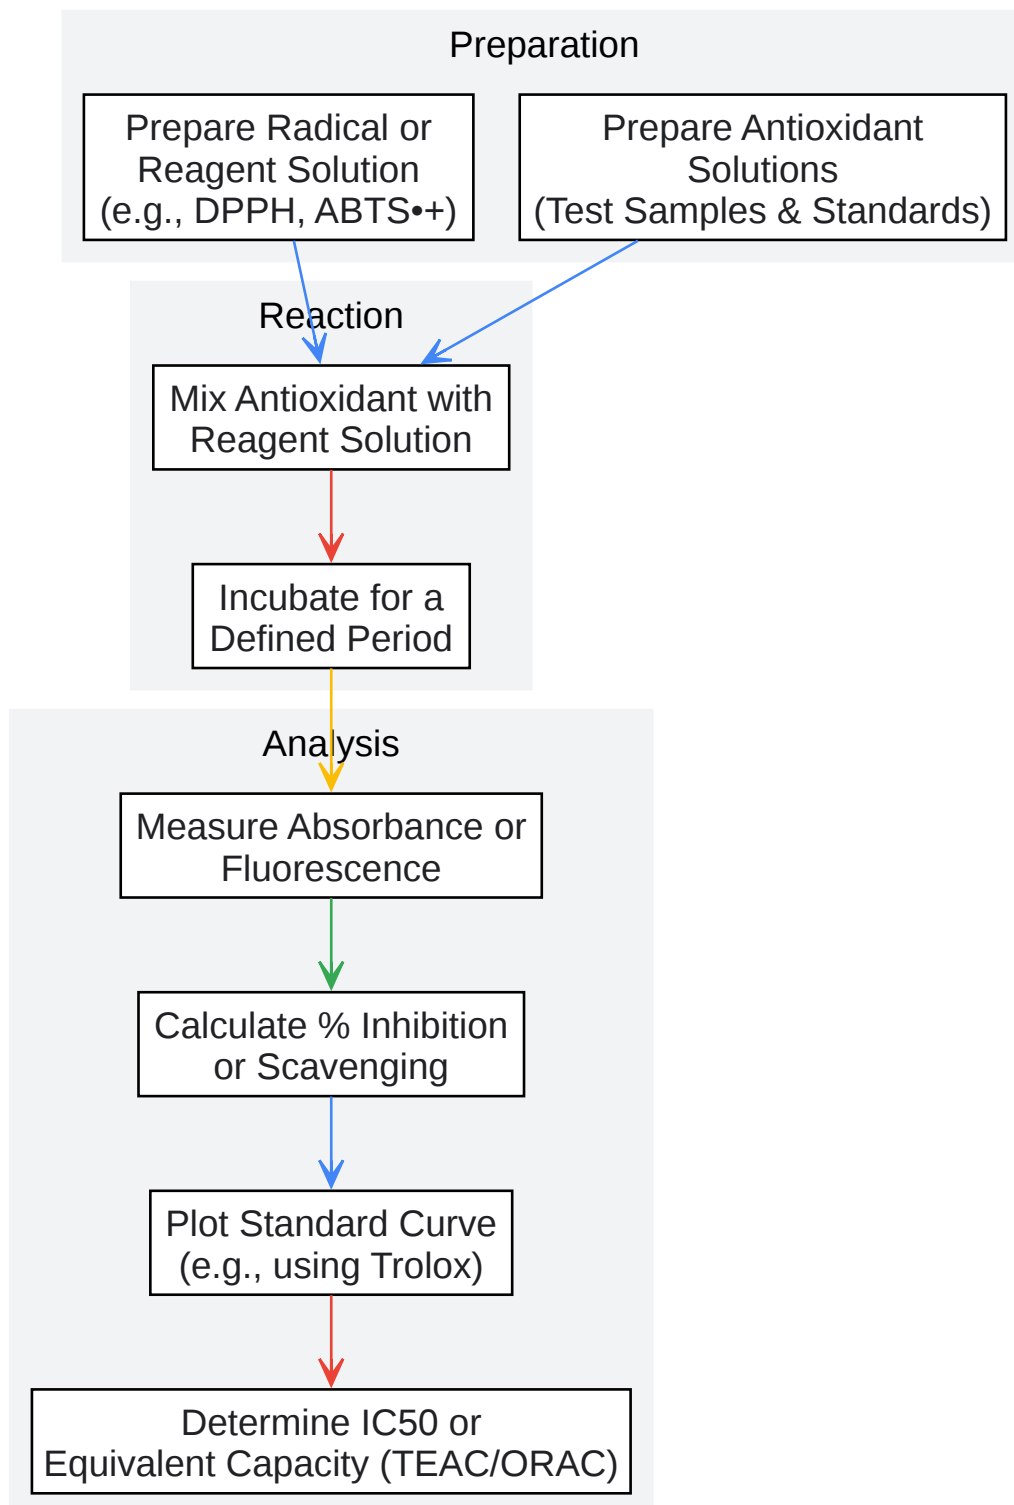 Preparation
Prepare Radical or
Reagent Solution
(e.g., DPPH, ABTS•+)
Prepare Antioxidant
Solutions
(Test Samples & Standards)
Reaction
Mix Antioxidant with
Reagent Solution
Incubate for a
Defined Period
Analysis
Measure Absorbance or
Fluorescence
Calculate % Inhibition
or Scavenging
Plot Standard Curve
(e.g., using Trolox)
Determine IC50 or
Equivalent Capacity (TEAC/ORAC)